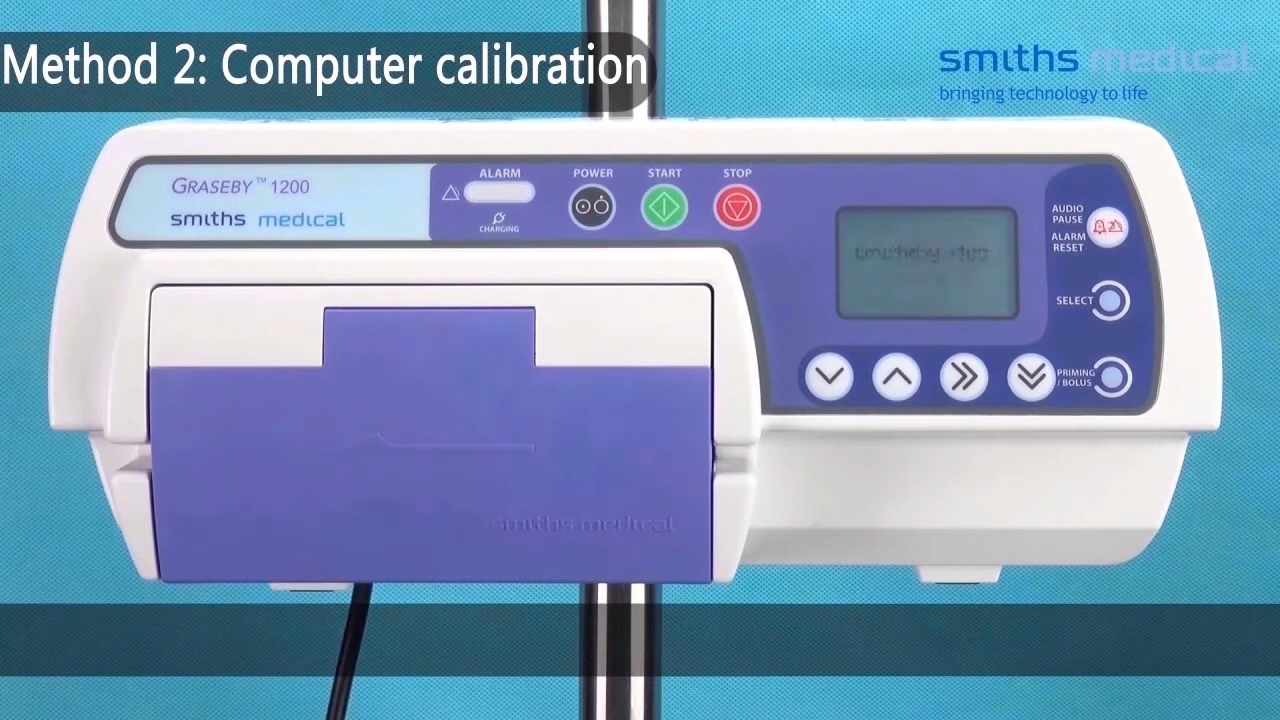 Method 2: Computer calibration
smiths medical
bringing technology to life
GRASEBY™ 1200
smiths medical
ALARM
CHARGING
POWER
START
STOP
AUDIO
PAUSE
ALARM
RESET
SELECT
PRIMING
/ BOLUS
smiths medical